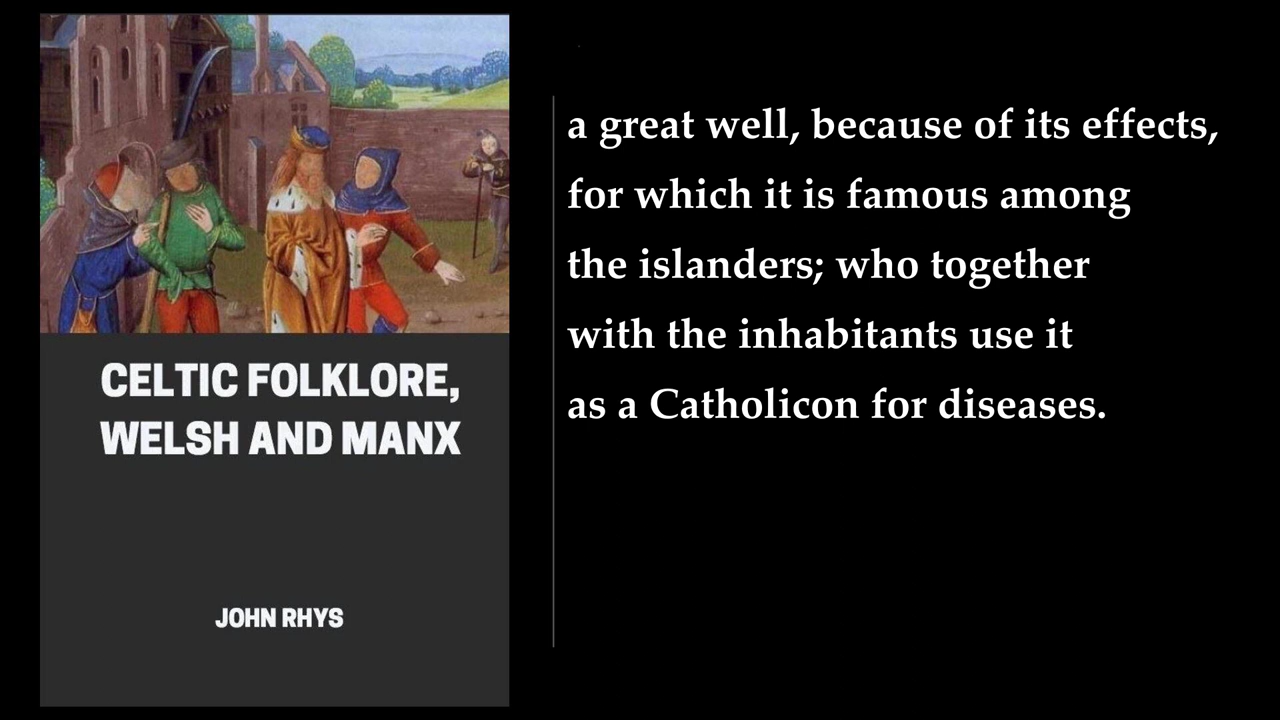 CELTIC FOLKLORE,
WELSH AND MANX
JOHN RHYS
a great well, because of its effects,
for which it is famous among
the islanders; who together
with the inhabitants use it
as a Catholicon for diseases.